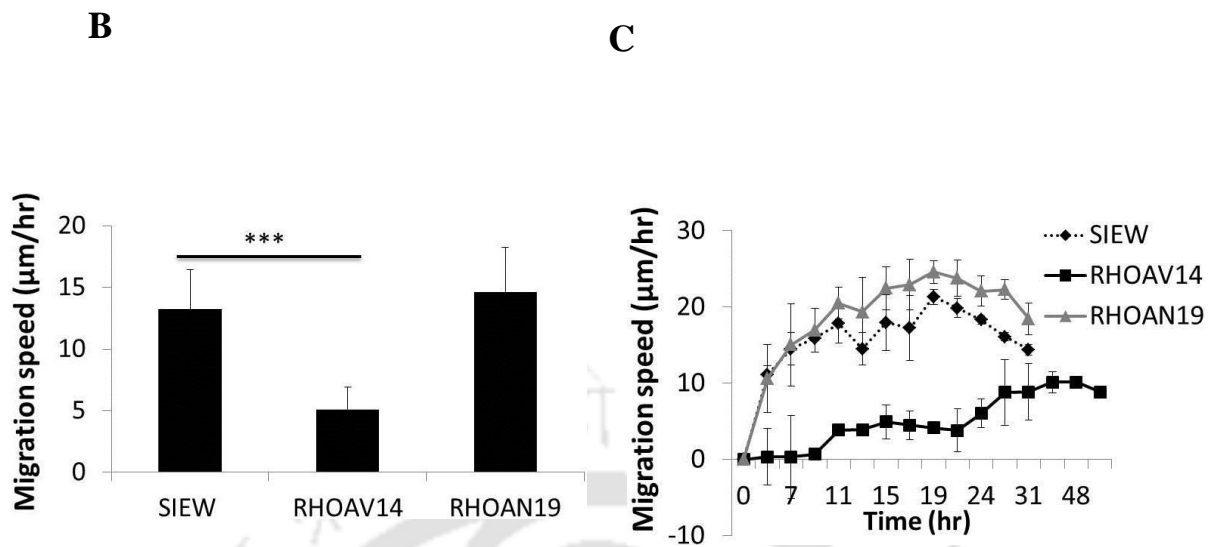 B
C
Migration speed (µm/hr)
20
15
10
5
0
***
SIEW
RHOAV14
RHOAN19
Migration speed (µm/hr)
30
20
10
0
-10
SIEW
RHOAV14
RHOAN19
0 7 11 15 19 24 31 48
Time (hr)